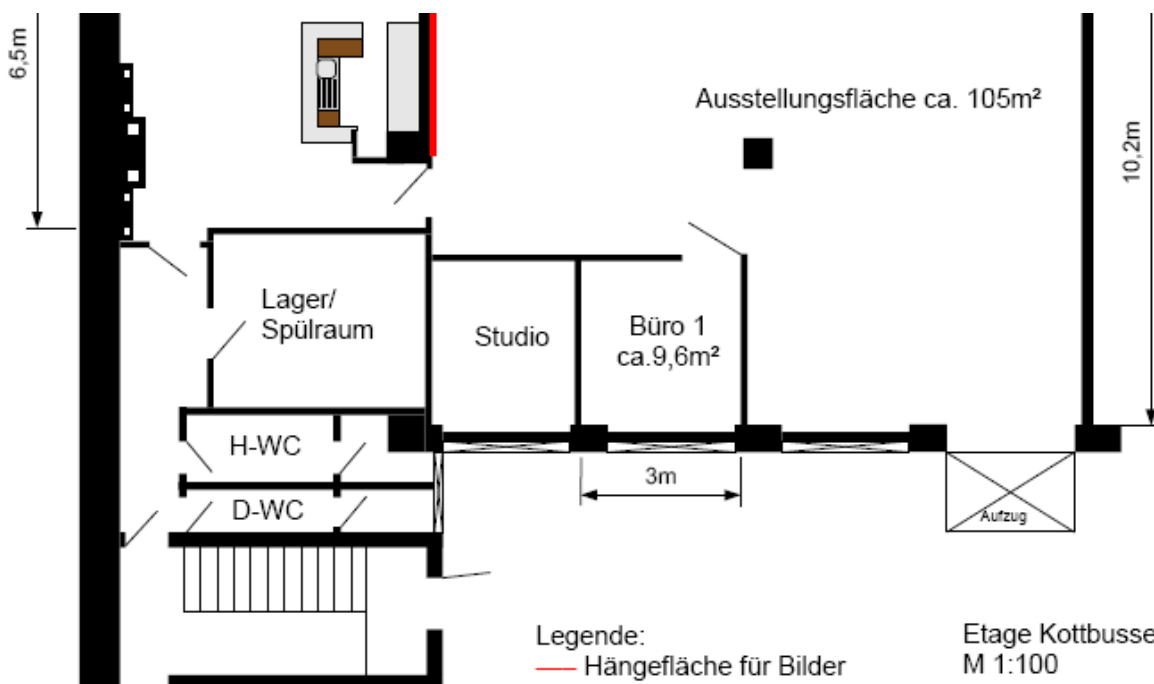 6,5m
Ausstellungsfläche ca. 105m²
10,2m
Lager/
Spülraum
Studio
Büro 1
ca.9,6m²
H-WC
3m
D-WC
Aufzug
Legende:
Hängefläche für Bilder
Etage Kottbusse
M 1:100